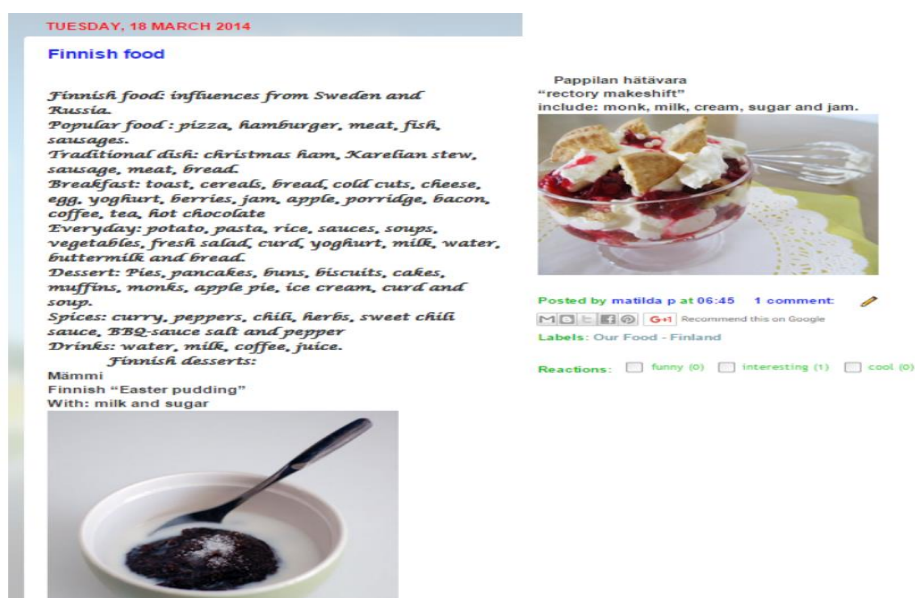 TUESDAY, 18 MARCH 2014
Finnish food
Finnish food: influences from Sweden and
Russia.
Popular food : pizza, hamburger, meat, fish,
sausages.
Traditional dish: christmas ham, Karelian stew,
sausage, meat, bread.
Breakfast: toast, cereals, bread, cold cuts, cheese,
egg, yoghurt, berries, jam, apple, porridge, bacon,
coffee, tea, hot chocolate
Everyday: potato, pasta, rice, sauces, soups,
vegetables, fresh salad, curd, yoghurt, milk, water,
buttermilk and bread.
Dessert: Pies, pancakes, buns, biscuits, cakes,
muffins, monks, apple pie, ice cream, curd and
soup.
Spices: curry, peppers, chili, herbs, sweet chili
sauce, BBQ-sauce salt and pepper
Drinks: water, milk, coffee, juice.
Finnish desserts:
Mämmi
Finnish “Easter pudding”
With: milk and sugar
Pappilan hätävara
“rectory makeshift”
include: monk, milk, cream, sugar and jam.
Posted by matilda p at 06:45 1 comment:
G+1 Recommend this on Google
Labels: Our Food - Finland
Reactions: funny (0) interesting (1) cool (0)